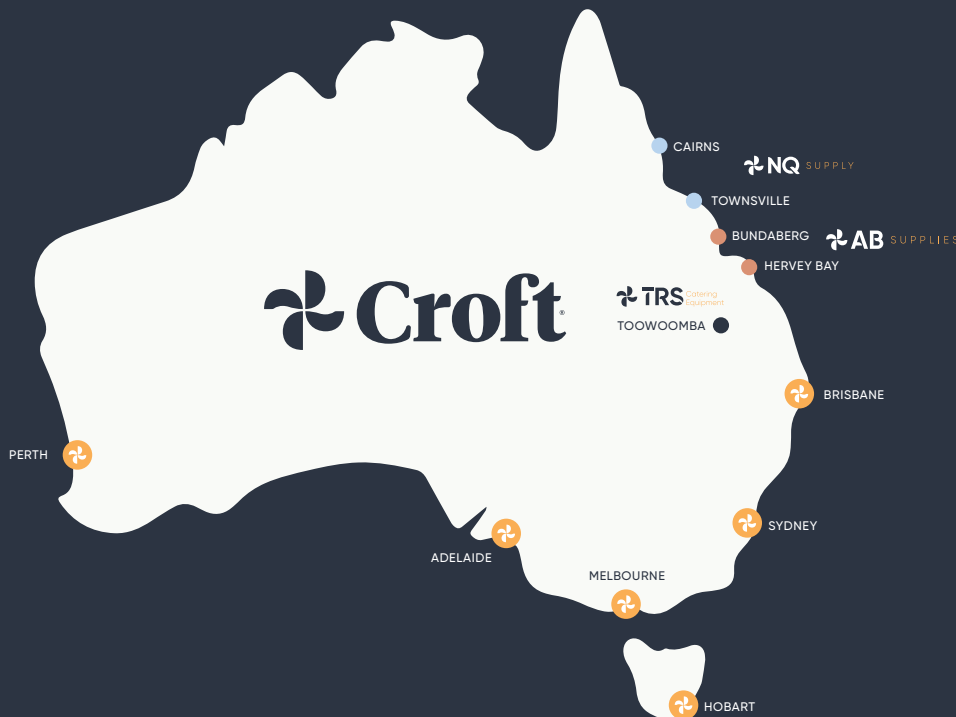 CAIRNS
NQ SUPPLY
TOWNSVILLE
BUNDABERG
AB SUPPLIES
HERVEY BAY
Croft®
TRS Catering
Equipment
TOOWOOMBA
BRISBANE
PERTH
SYDNEY
ADELAIDE
MELBOURNE
HOBART